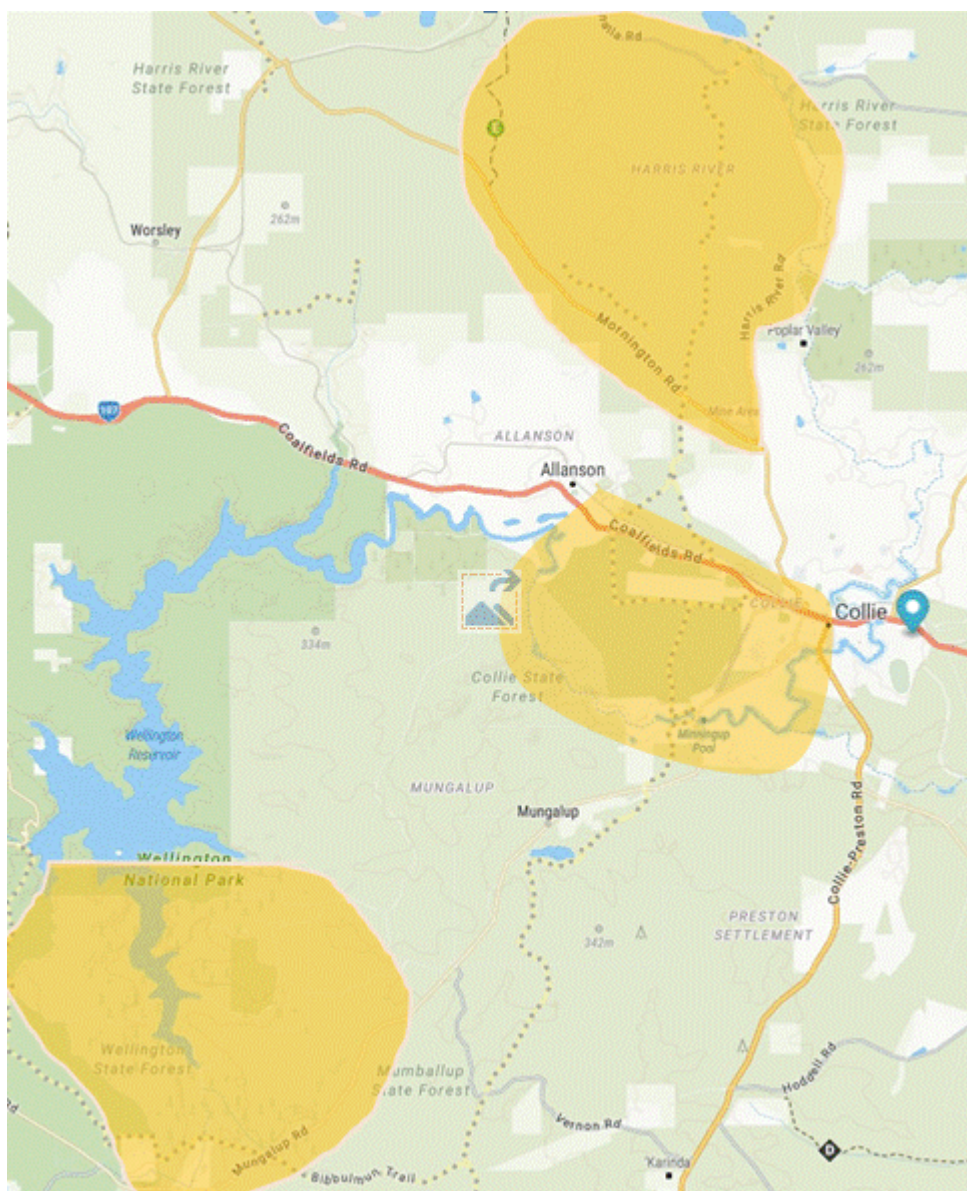 Harris River
State Forest
Harris River
State Forest
HARRIS RIVER
262m
Worsley
Harris River Rd
Poplar Valley
262m
Mornington Rd
Mine Area
107
Coalfields Rd
ALLANSON
Allanson
Coalfields Rd
COLLIE
Collie
334m
Collie State
Forest
Minningup
Pool
Wellington
Reservoir
MUNGALUP
Mungalup
Collie-Preston Rd
Wellington
National Park
PRESTON
SETTLEMENT
342m
Wellington
State Forest
Mumballup
State Forest
Hoddell Rd
Vernon Rd
Mungalup Rd
Bibbulmun Trail
Karinda
D